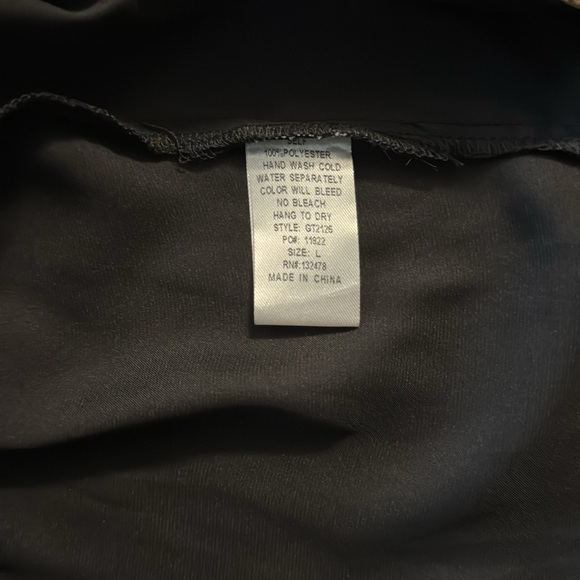 SELF
100%POLYESTER
HAND WASH COLD
WATER SEPARATELY
COLOR WILL BLEED
NO BLEACH
HANG TO DRY
STYLE: GT2126
PO#: 11922
SIZE: L
RN#:132478
MADE IN CHINA